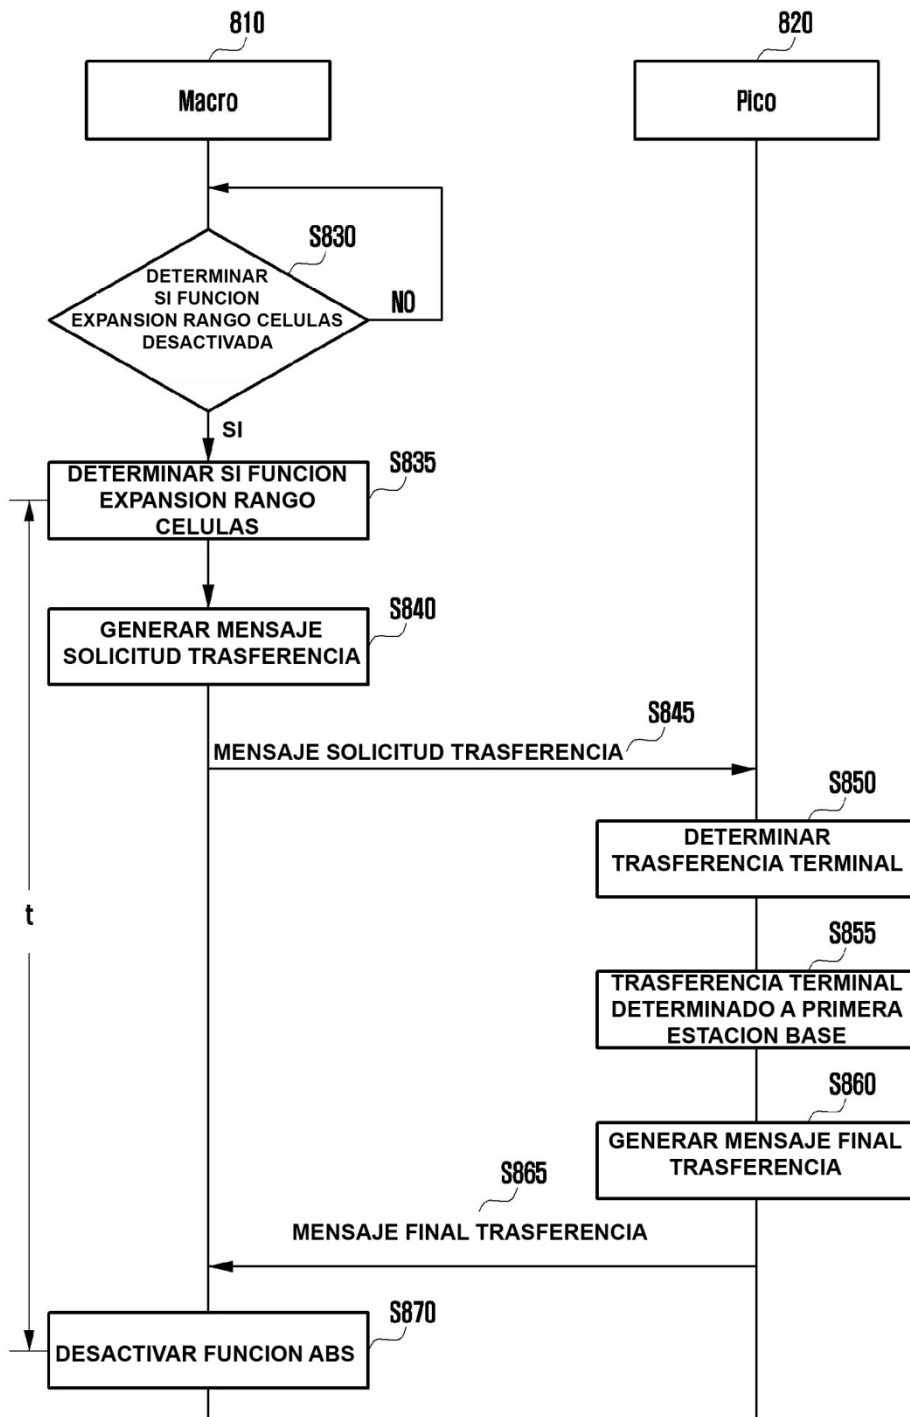 810
820
Macro
Pico
S830
DETERMINAR
SI FUNCION
EXPANSION RANGO CELULAS
DESACTIVADA
NO
SI
S835
DETERMINAR SI FUNCION
EXPANSION RANGO
CELULAS
S840
GENERAR MENSAJE
SOLICITUD TRASFERENCIA
S845
MENSAJE SOLICITUD TRASFERENCIA
S850
DETERMINAR
TRASFERENCIA TERMINAL
t
S855
TRASFERENCIA TERMINAL
DETERMINADO A PRIMERA
ESTACION BASE
S860
GENERAR MENSAJE FINAL
TRASFERENCIA
S865
MENSAJE FINAL TRASFERENCIA
S870
DESACTIVAR FUNCION ABS